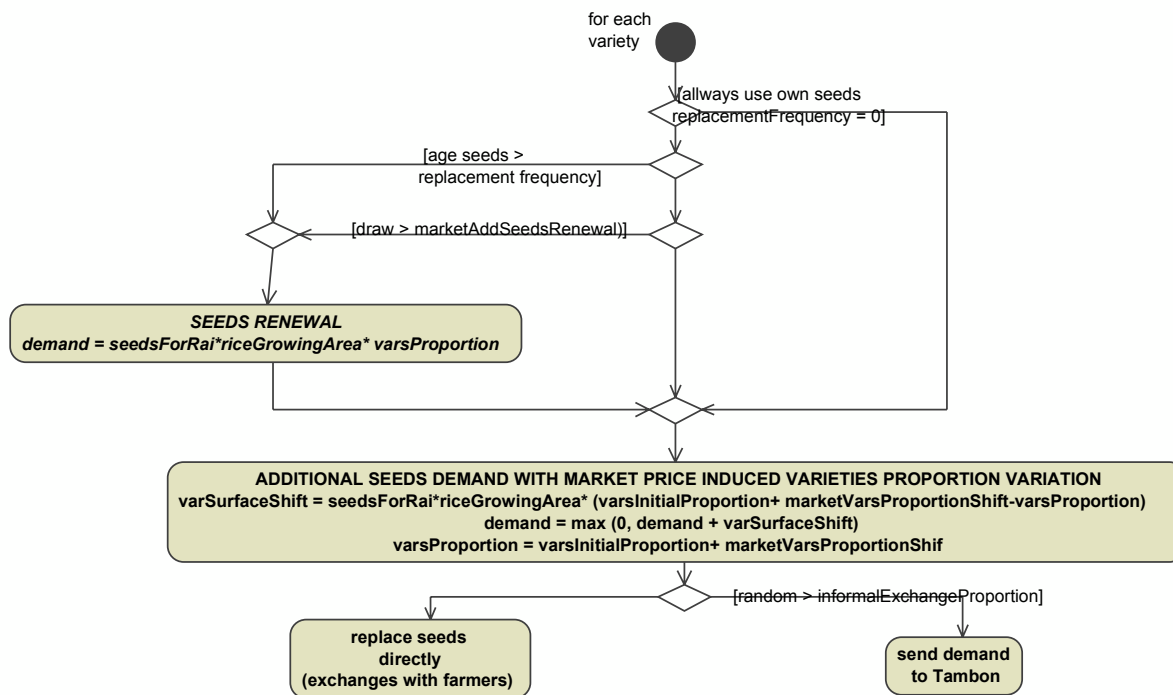 for each
variety
[allways use own seeds
replacementFrequency = 0]
[age seeds >
replacement frequency]
[draw > marketAddSeedsRenewal)]
SEEDS RENEWAL
demand = seedsForRai*riceGrowingArea* varsProportion
ADDITIONAL SEEDS DEMAND WITH MARKET PRICE INDUCED VARIETIES PROPORTION VARIATION
varSurfaceShift = seedsForRai*riceGrowingArea* (varsInitialProportion+ marketVarsProportionShift-varsProportion)
demand = max (0, demand + varSurfaceShift)
varsProportion = varsInitialProportion+ marketVarsProportionShif
[random > informalExchangeProportion]
replace seeds
directly
(exchanges with farmers)
send demand
to Tambon